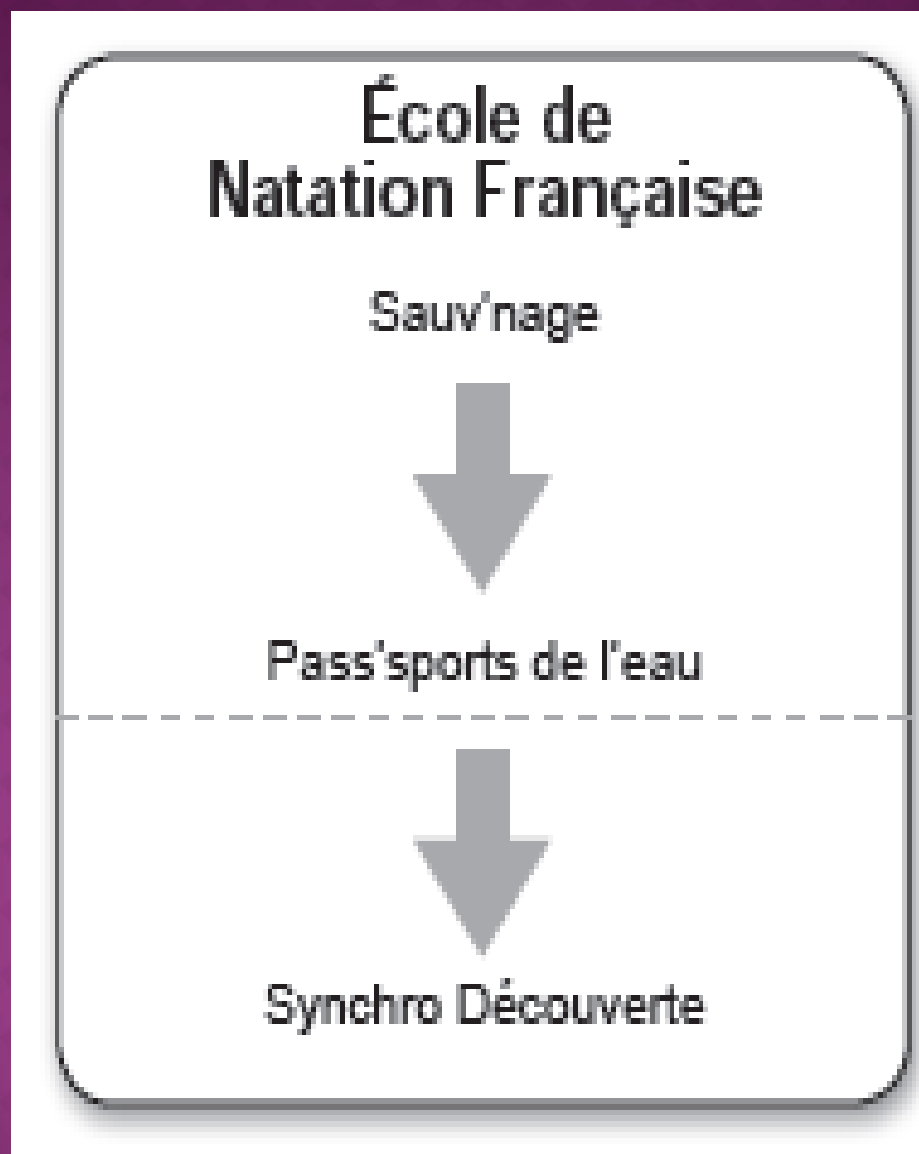 École de
Natation Française
Sauv'nage
Pass'sports de l'eau
Synchro Découverte